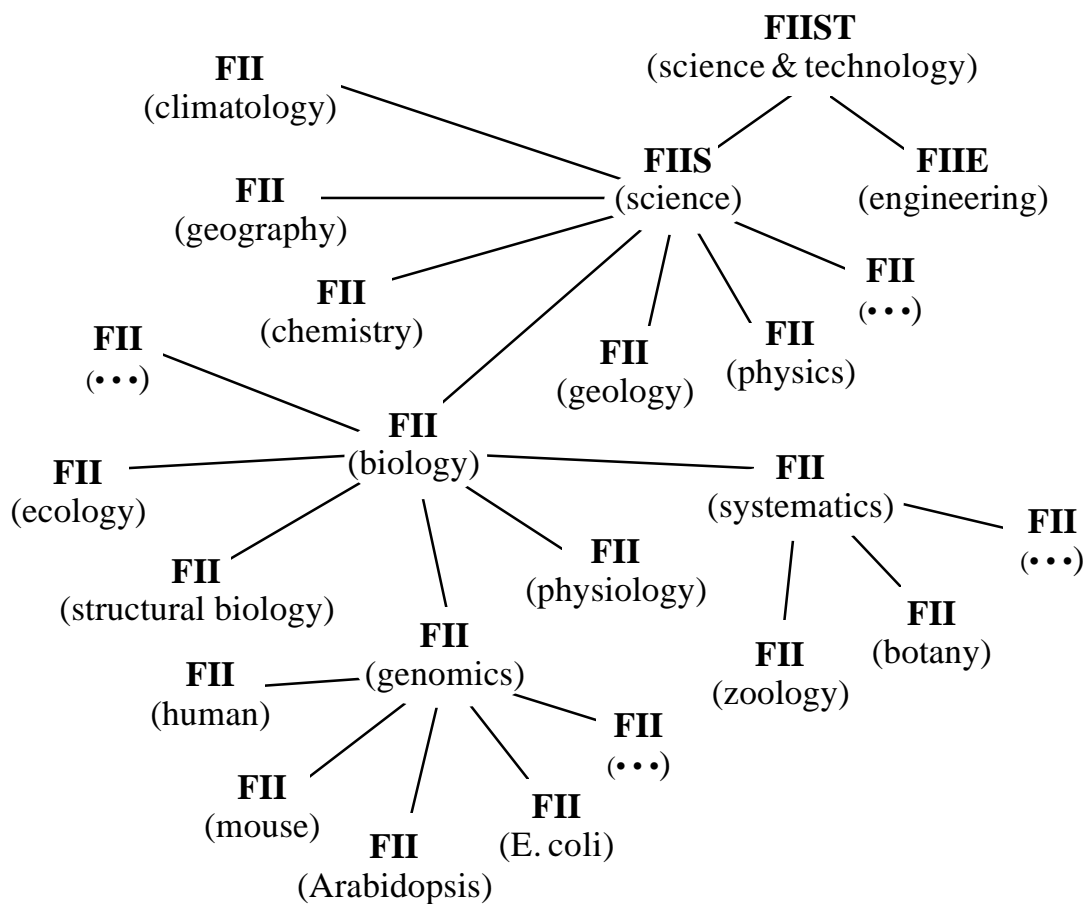 FIIST
(science & technology)
FII
(climatology)
FIIS
(science)
FIIE
(engineering)
FII
(geography)
FII
(•••)
FII
(chemistry)
FII
(physics)
FII
(geology)
FII
(•••)
FII
(biology)
FII
(ecology)
FII
(systematics)
FII
(•••)
FII
(structural biology)
FII
(physiology)
FII
(botany)
FII
(genomics)
FII
(zoology)
FII
(human)
FII
(•••)
FII
(mouse)
FII
(E. coli)
FII
(Arabidopsis)